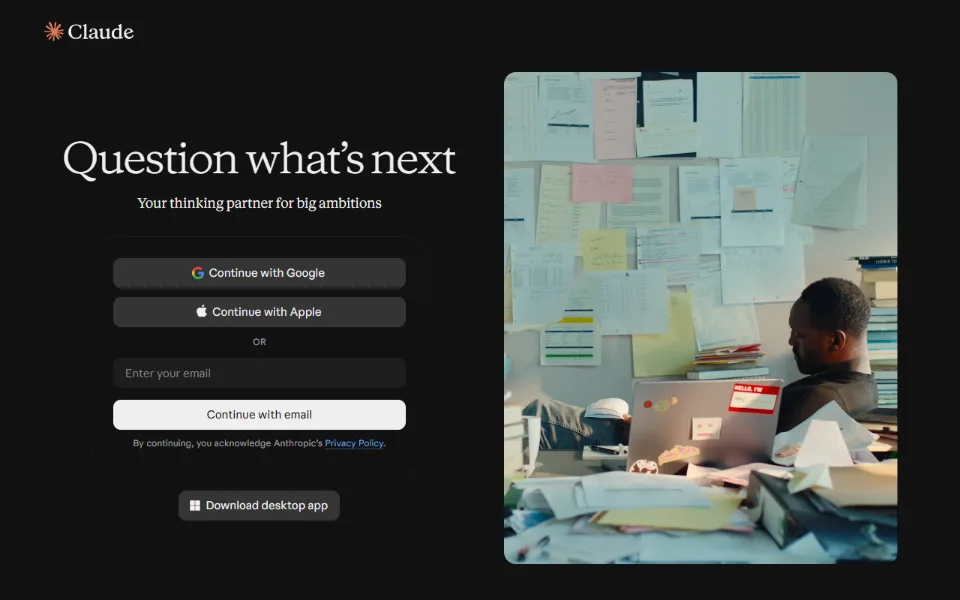 Claude
Question what's next
Your thinking partner for big ambitions
Continue with Google
Continue with Apple
OR
Enter your email
Continue with email
By continuing, you acknowledge Anthropic's Privacy Policy.
Download desktop app
HELLO, I'M